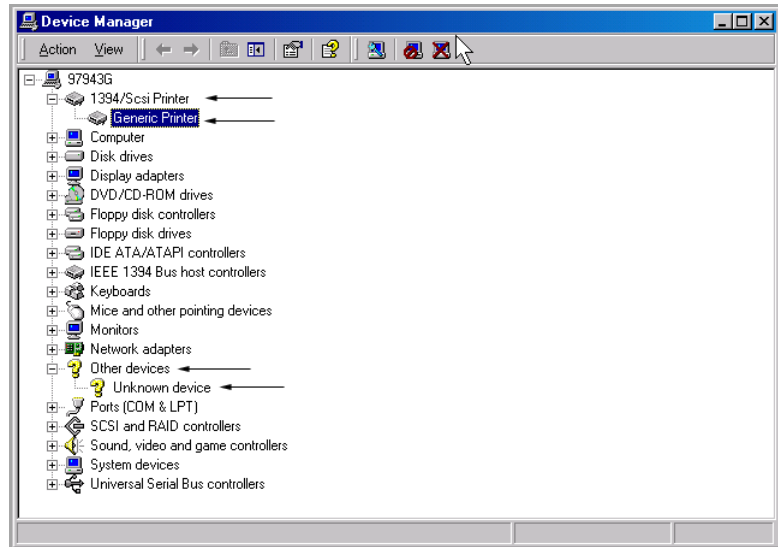 Device Manager
Action View
97943G
1394/Scsi Printer
Generic Printer
Computer
Disk drives
Display adapters
DVD/CD-ROM drives
Floppy disk controllers
Floppy disk drives
IDE ATA/ATAPI controllers
IEEE 1394 Bus host controllers
Keyboards
Mice and other pointing devices
Monitors
Network adapters
Other devices
Unknown device
Ports (COM & LPT)
SCSI and RAID controllers
Sound, video and game controllers
System devices
Universal Serial Bus controllers